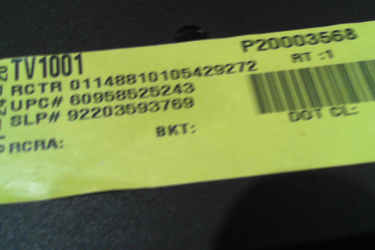 P20003568
TV1001
RT :1
RCTR 01148810105429272
UPC# 60958525243
SLP# 92203593769
DOT CL:
BKT:
RCRA: